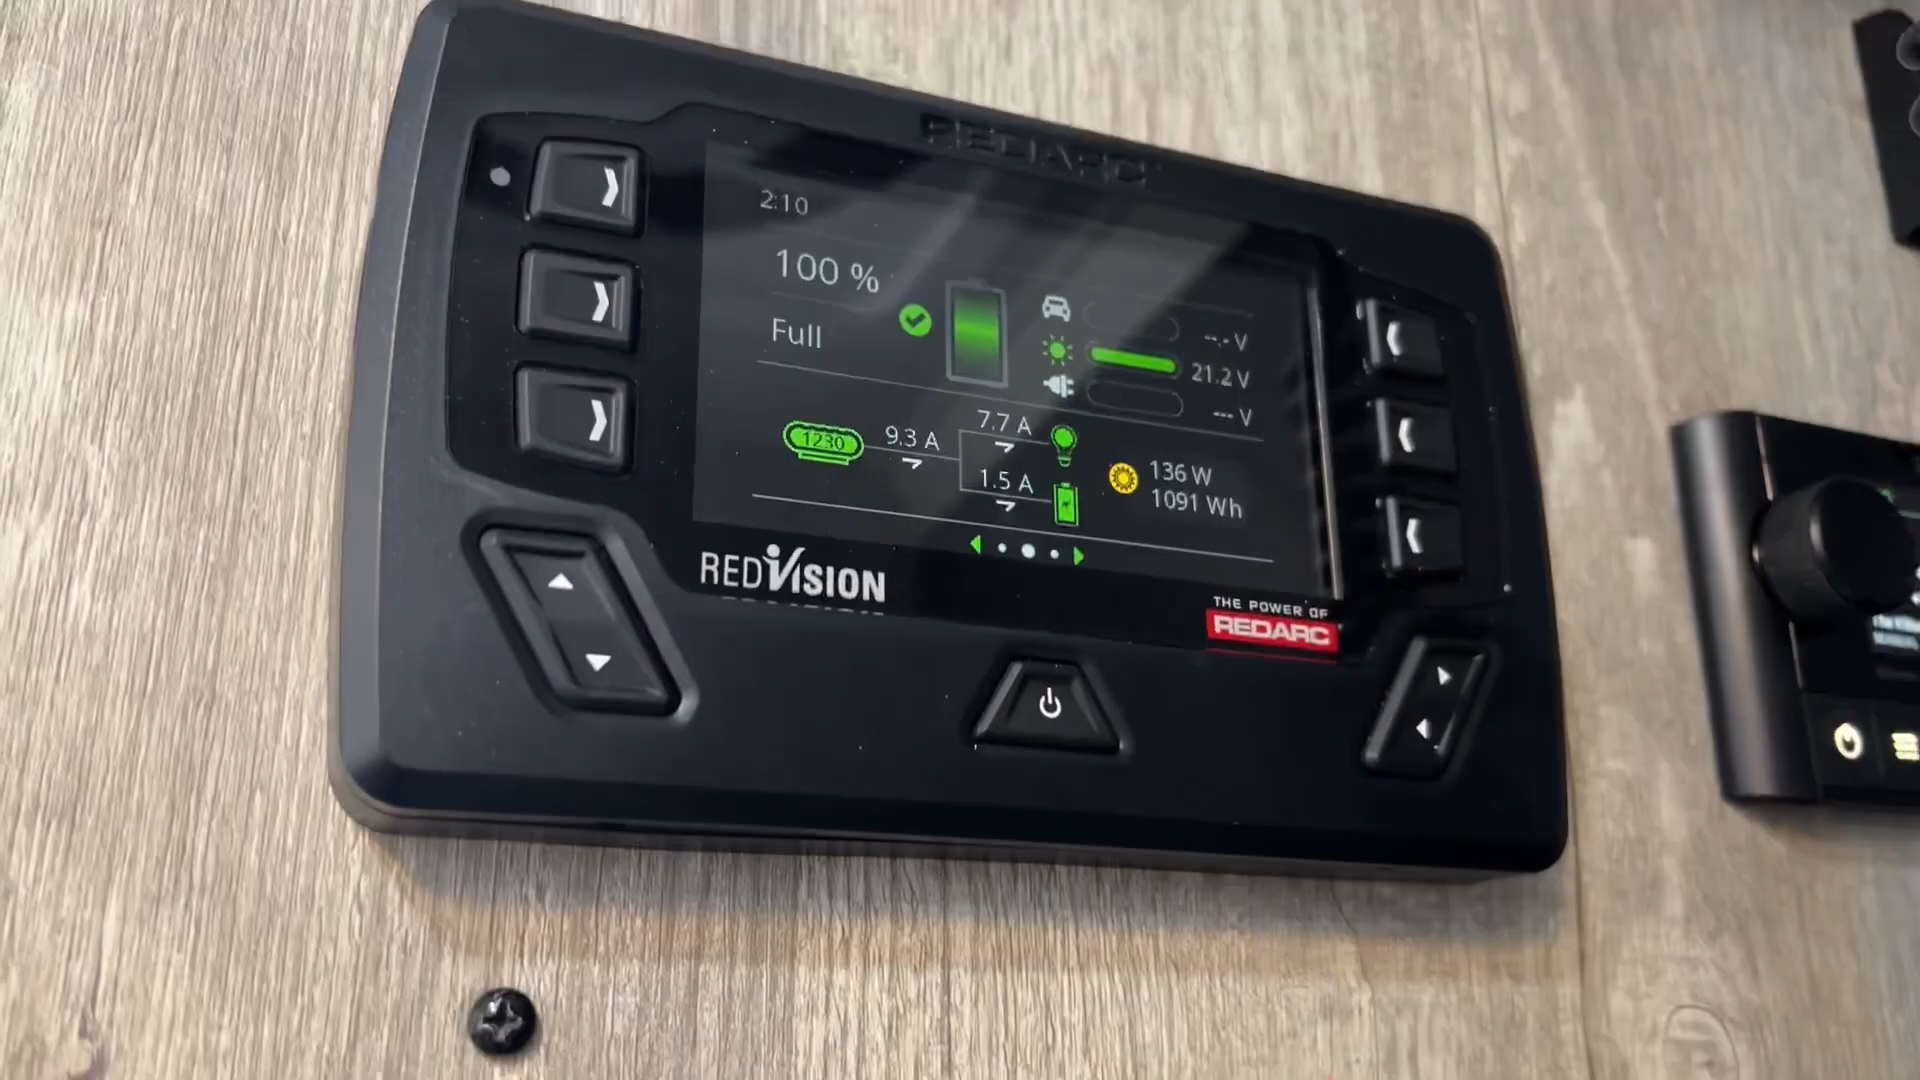 REDARC
2:10
100 %
Full
--.- V
21.2 V
--- V
1230
9.3 A
7.7 A
1.5 A
136 W
1091 Wh
REDVISION
THE POWER OF
REDARC